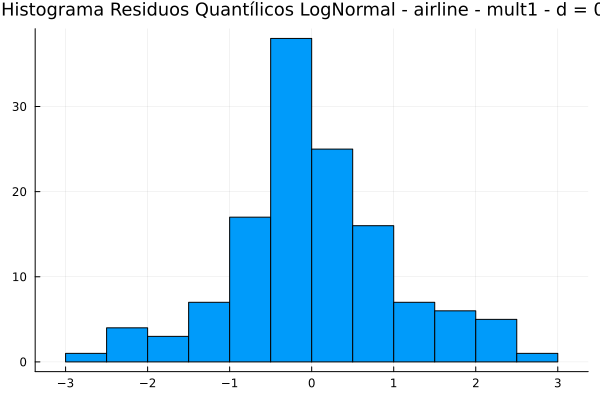 Histograma Residuos Quantílicos LogNormal - airline - mult1 - d = 0
30
20
10
0
−3 −2 −1 0 1 2 3